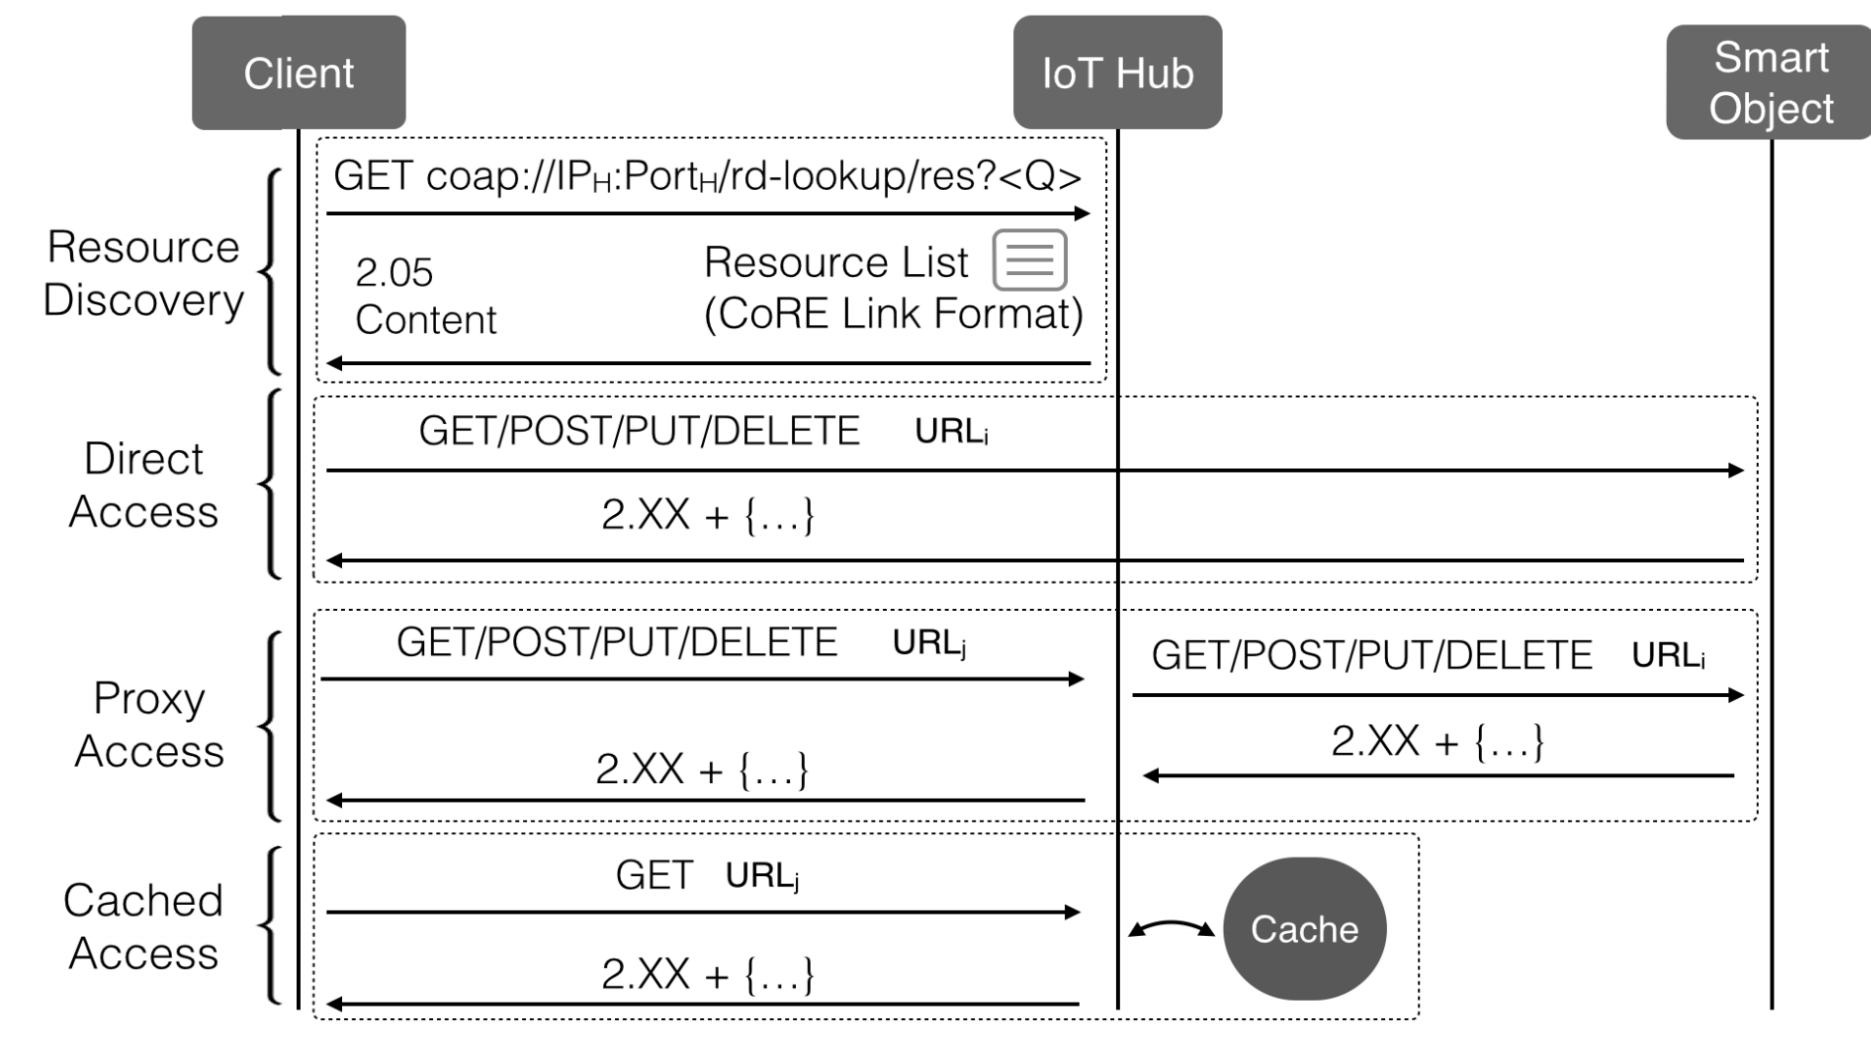 Client
IoT Hub
Smart
Object
Resource
Discovery
GET coap://IPH:PortH/rd-lookup/res?<Q>
2.05
Content
Resource List
(CoRE Link Format)
Direct
Access
GET/POST/PUT/DELETE URLi
2.XX + {…}
Proxy
Access
GET/POST/PUT/DELETE URLj
2.XX + {…}
GET/POST/PUT/DELETE URLi
2.XX + {…}
Cached
Access
GET URLj
2.XX + {…}
Cache